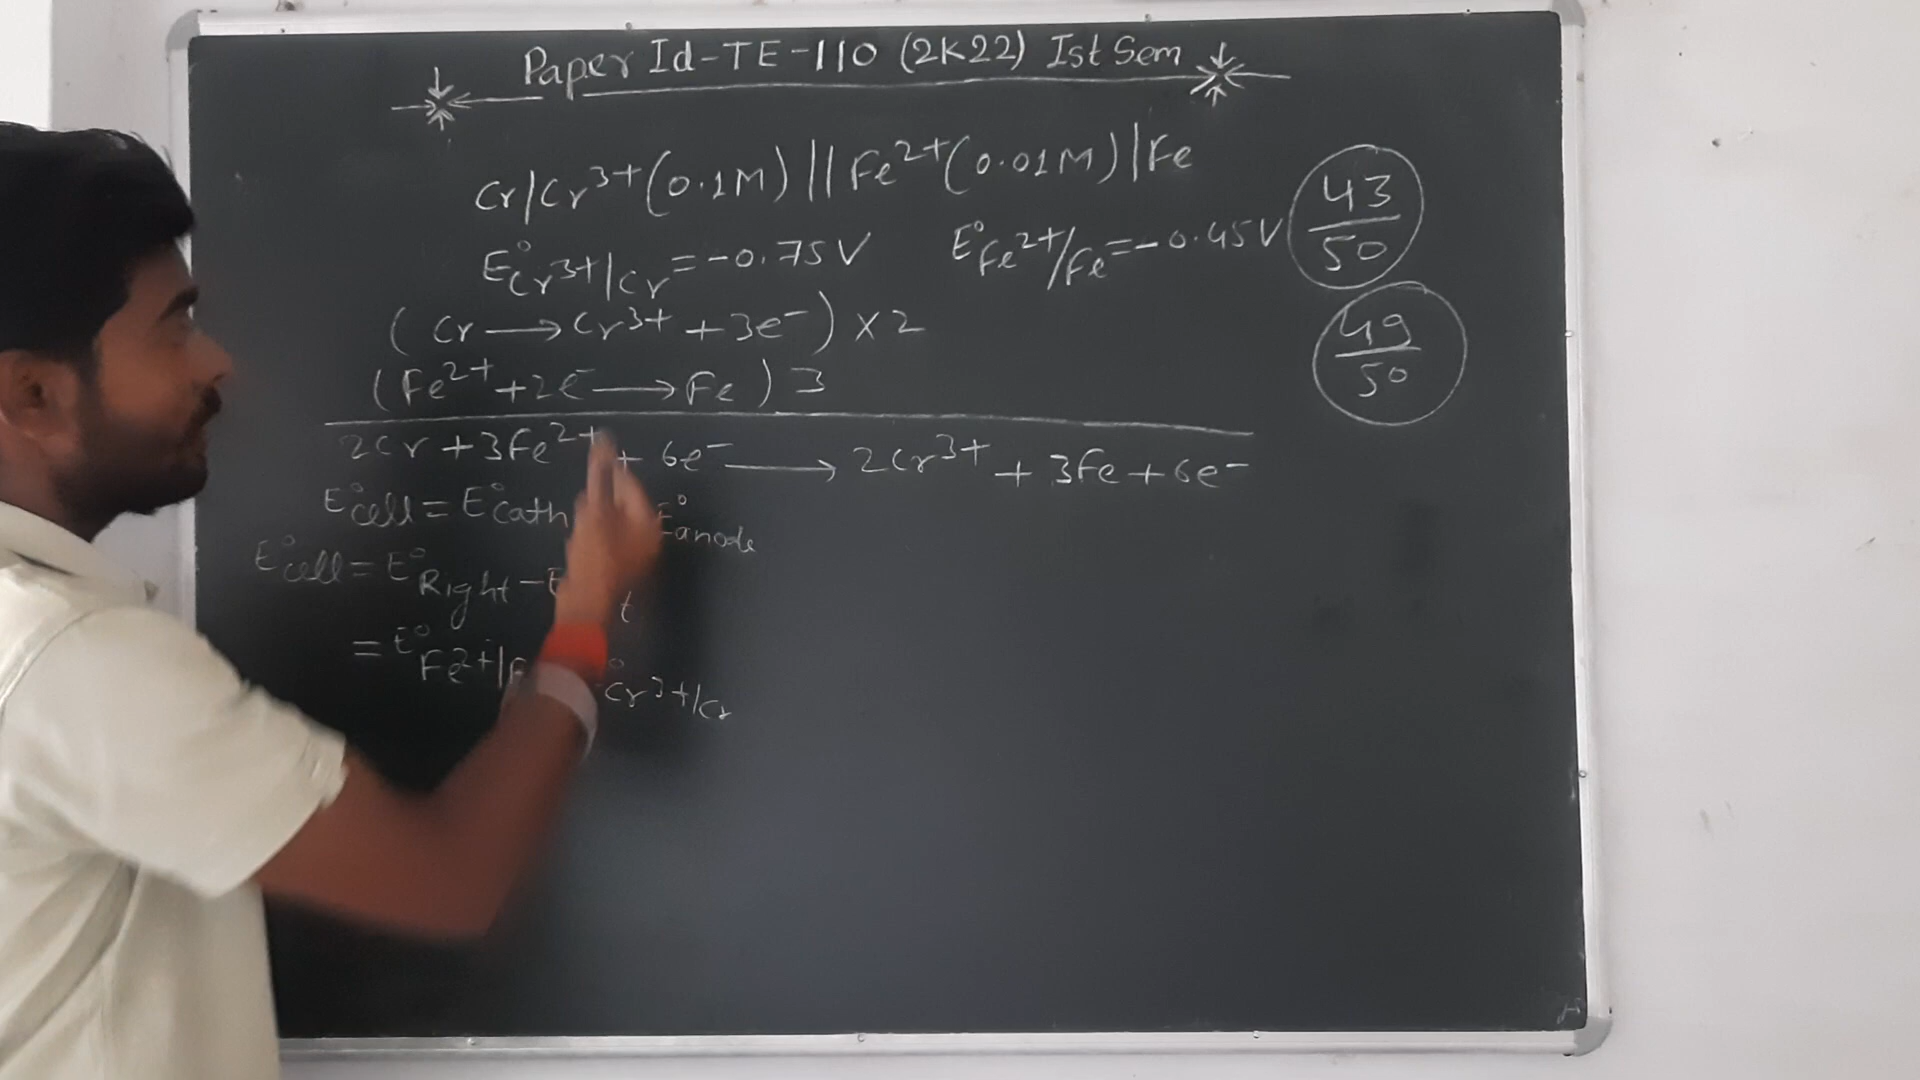 Paper Id-TE-110 (2K22) Ist Sem
Cr/Cr³⁺(0.1M)||Fe²⁺(0.01M)|Fe
E°Cr³⁺/Cr=-0.75V E°Fe²⁺/Fe=-0.45V
43/50
(Cr⟶Cr³⁺+3e⁻)×2
49/50
(Fe²⁺+2e⁻⟶Fe)3
2Cr+3Fe²⁺+6e⁻⟶2Cr³⁺+3Fe+6e⁻
E°cell=E° E°anode
E°cell=E°Right-
=E°Fe²⁺/ °Cr³⁺/Cr